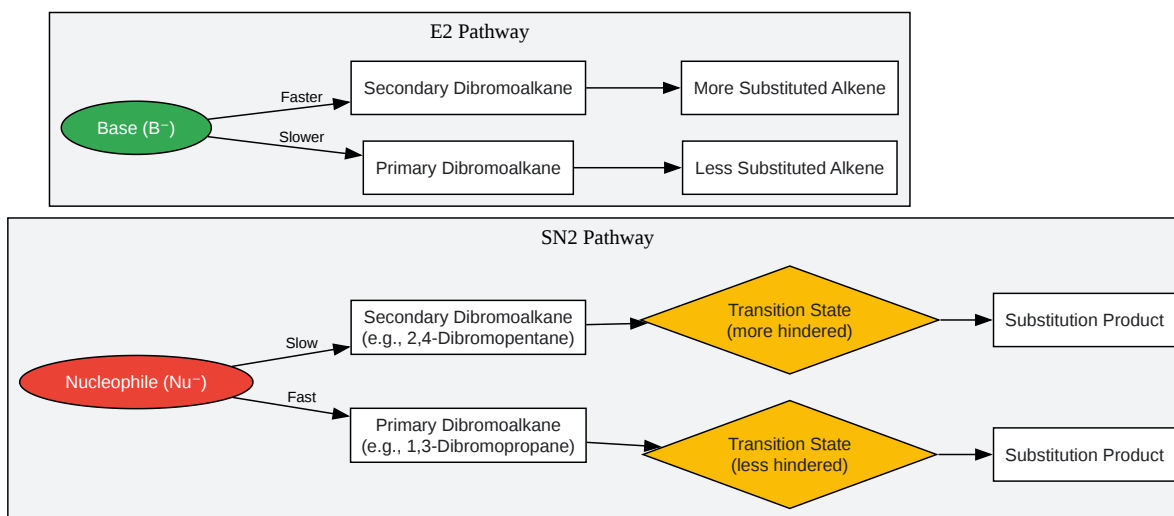 E2 Pathway
Base (B⁻)
Faster
Secondary Dibromoalkane
More Substituted Alkene
Slower
Primary Dibromoalkane
Less Substituted Alkene
SN2 Pathway
Nucleophile (Nu⁻)
Slow
Secondary Dibromoalkane
(e.g., 2,4-Dibromopentane)
Transition State
(more hindered)
Substitution Product
Fast
Primary Dibromoalkane
(e.g., 1,3-Dibromopropane)
Transition State
(less hindered)
Substitution Product